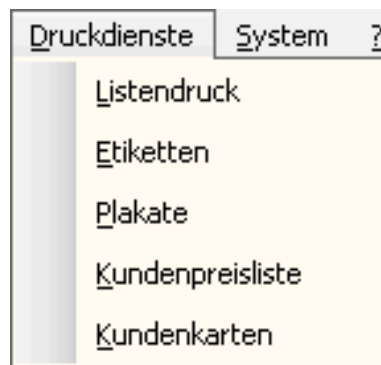 Druckdienste System ?
Listendruck
Etiketten
Plakate
Kundenpreisliste
Kundenkarten